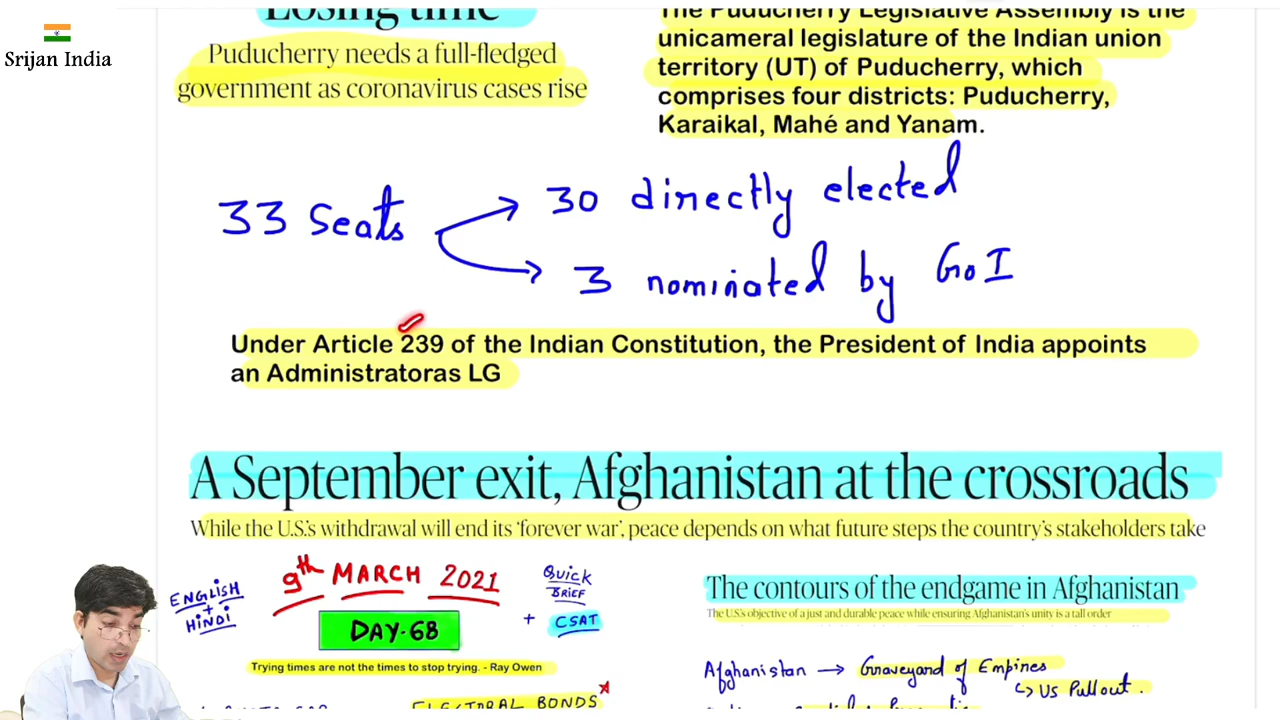 Srijan India
Losing time
Puducherry needs a full-fledged
government as coronavirus cases rise
The Puducherry Legislative Assembly is the
unicameral legislature of the Indian union
territory (UT) of Puducherry, which
comprises four districts: Puducherry,
Karaikal, Mahé and Yanam.
33 Seats
30 directly elected
3 nominated by GoI
Under Article 239 of the Indian Constitution, the President of India appoints
an Administratoras LG
A September exit, Afghanistan at the crossroads
While the U.S.'s withdrawal will end its 'forever war', peace depends on what future steps the country's stakeholders take
ENGLISH
+
HINDI
9th MARCH 2021
DAY-68
QUICK
BRIEF
+ CSAT
Trying times are not the times to stop trying. - Ray Owen
ELECTORAL BONDS
The contours of the endgame in Afghanistan
The U.S.'s objective of a just and durable peace while ensuring Afghanistan's unity is a tall order
Afghanistan → Graveyard of Empires
↳ US Pullout.